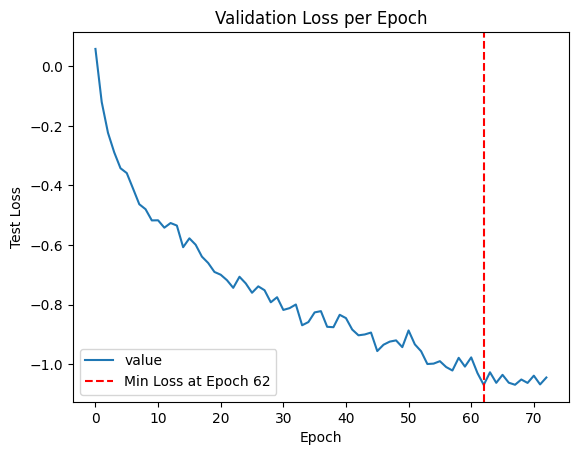 Validation Loss per Epoch
Test Loss
0.0
−0.2
−0.4
−0.6
−0.8
−1.0
value
Min Loss at Epoch 62
0 10 20 30 40 50 60 70
Epoch